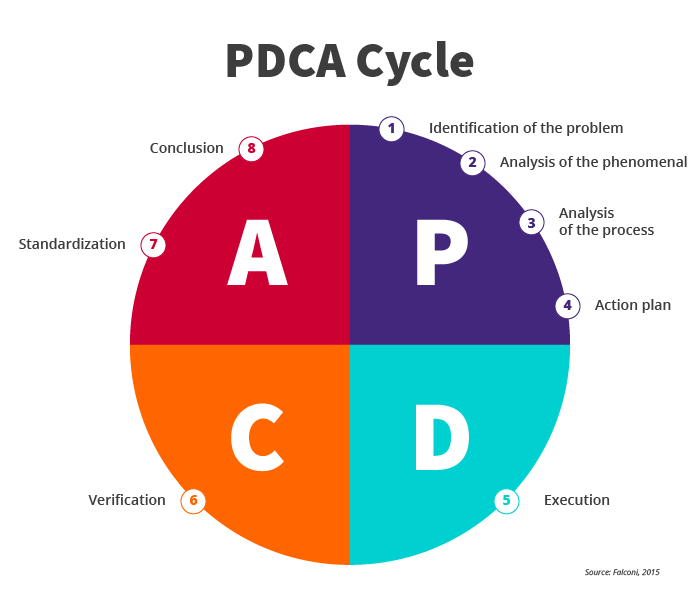 PDCA Cycle
1
Identification of the problem
2
Analysis of the phenomenal
3
Analysis
of the process
4
Action plan
5
Execution
6
Verification
7
Standardization
8
Conclusion
A
P
C
D
Source: Falconi, 2015